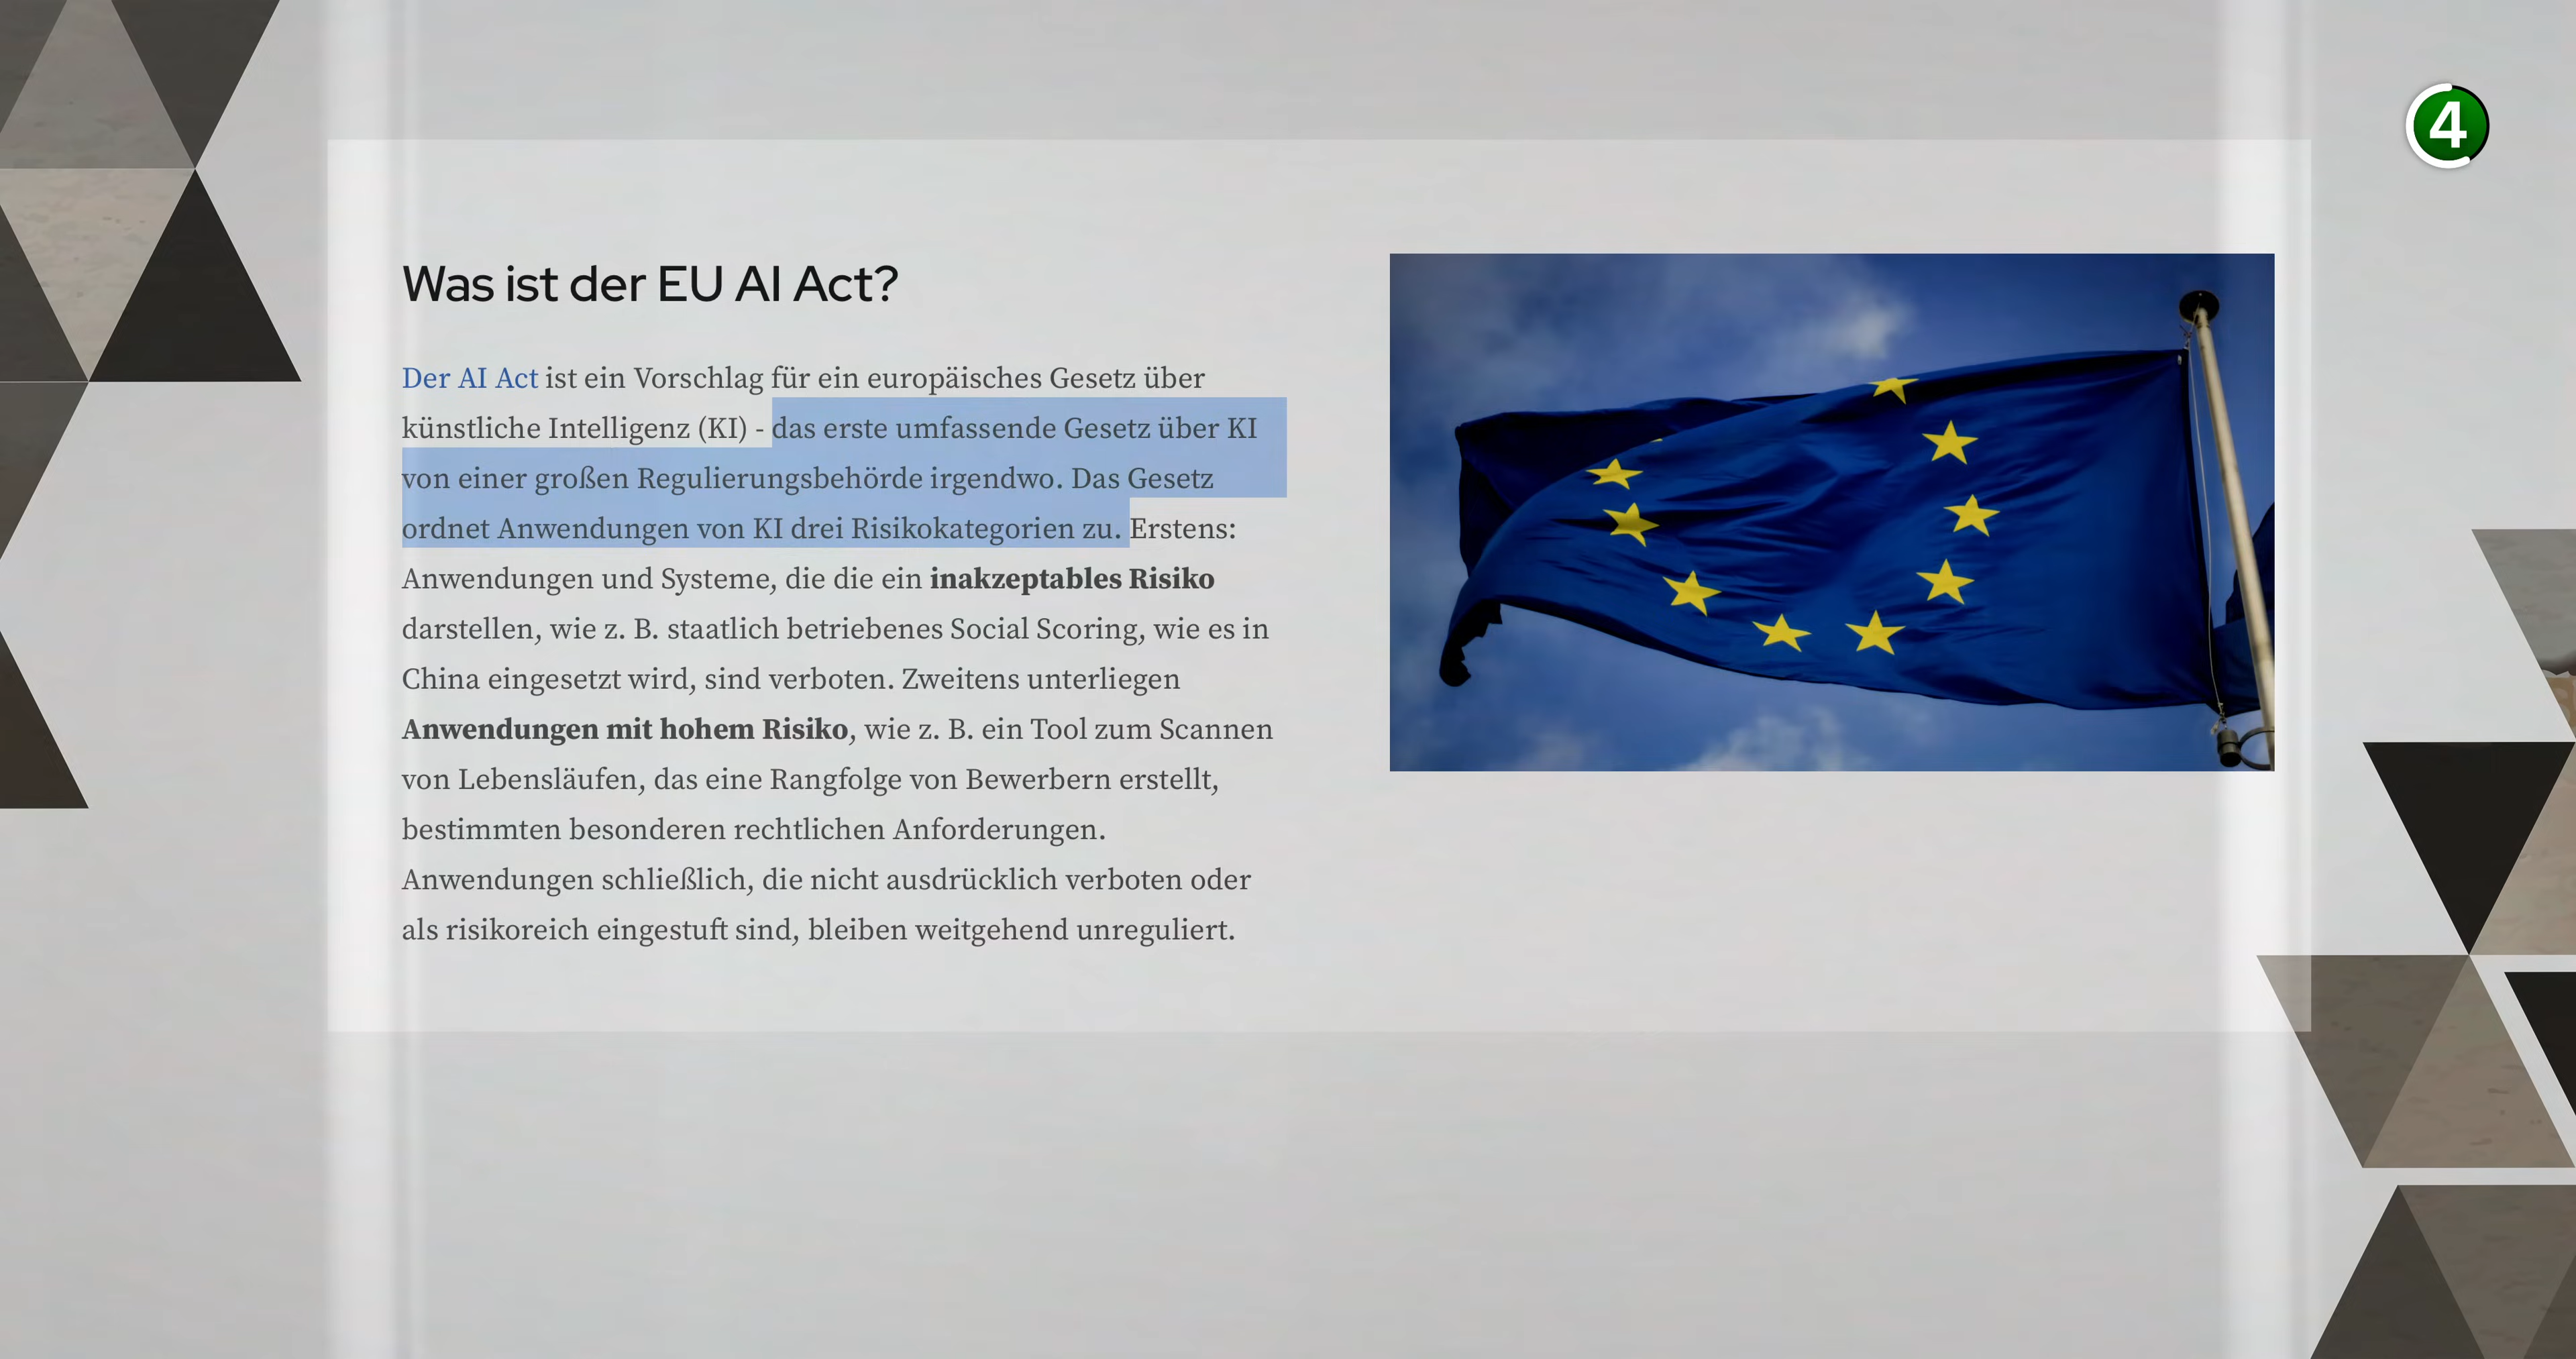 4
Was ist der EU AI Act?
Der AI Act ist ein Vorschlag für ein europäisches Gesetz über
künstliche Intelligenz (KI) - das erste umfassende Gesetz über KI
von einer großen Regulierungsbehörde irgendwo. Das Gesetz
ordnet Anwendungen von KI drei Risikokategorien zu. Erstens:
Anwendungen und Systeme, die die ein inakzeptables Risiko
darstellen, wie z. B. staatlich betriebenes Social Scoring, wie es in
China eingesetzt wird, sind verboten. Zweitens unterliegen
Anwendungen mit hohem Risiko, wie z. B. ein Tool zum Scannen
von Lebensläufen, das eine Rangfolge von Bewerbern erstellt,
bestimmten besonderen rechtlichen Anforderungen.
Anwendungen schließlich, die nicht ausdrücklich verboten oder
als risikoreich eingestuft sind, bleiben weitgehend unreguliert.